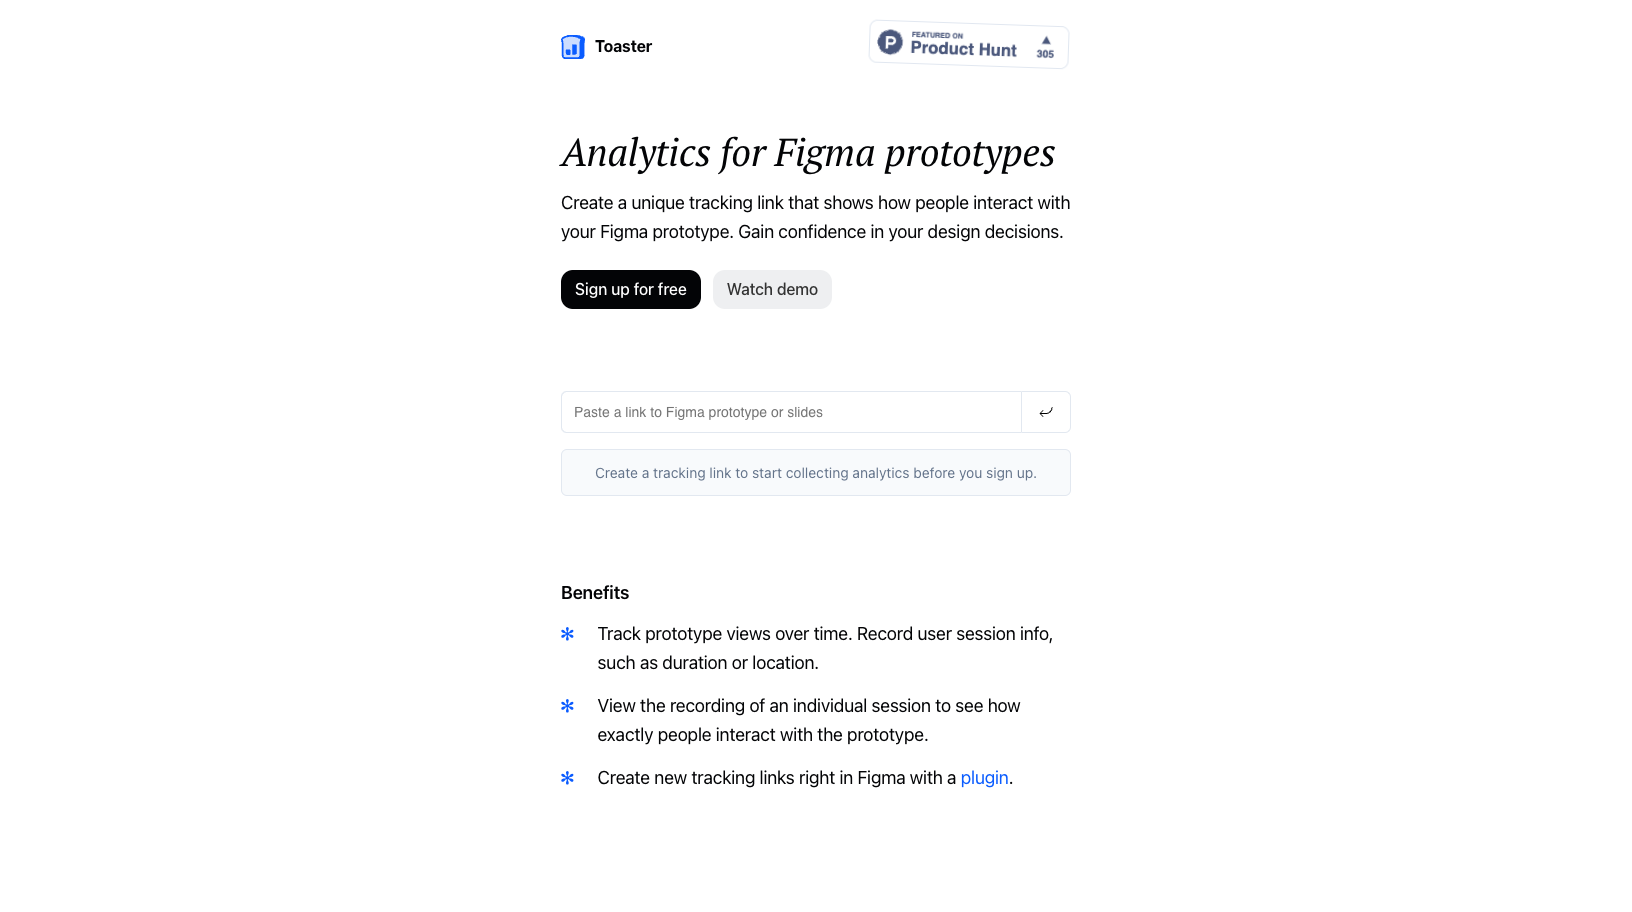 Toaster
FEATURED ON
Product Hunt
305
Analytics for Figma prototypes
Create a unique tracking link that shows how people interact with
your Figma prototype. Gain confidence in your design decisions.
Sign up for free
Watch demo
Paste a link to Figma prototype or slides
Create a tracking link to start collecting analytics before you sign up.
Benefits
Track prototype views over time. Record user session info,
such as duration or location.
View the recording of an individual session to see how
exactly people interact with the prototype.
Create new tracking links right in Figma with a plugin.